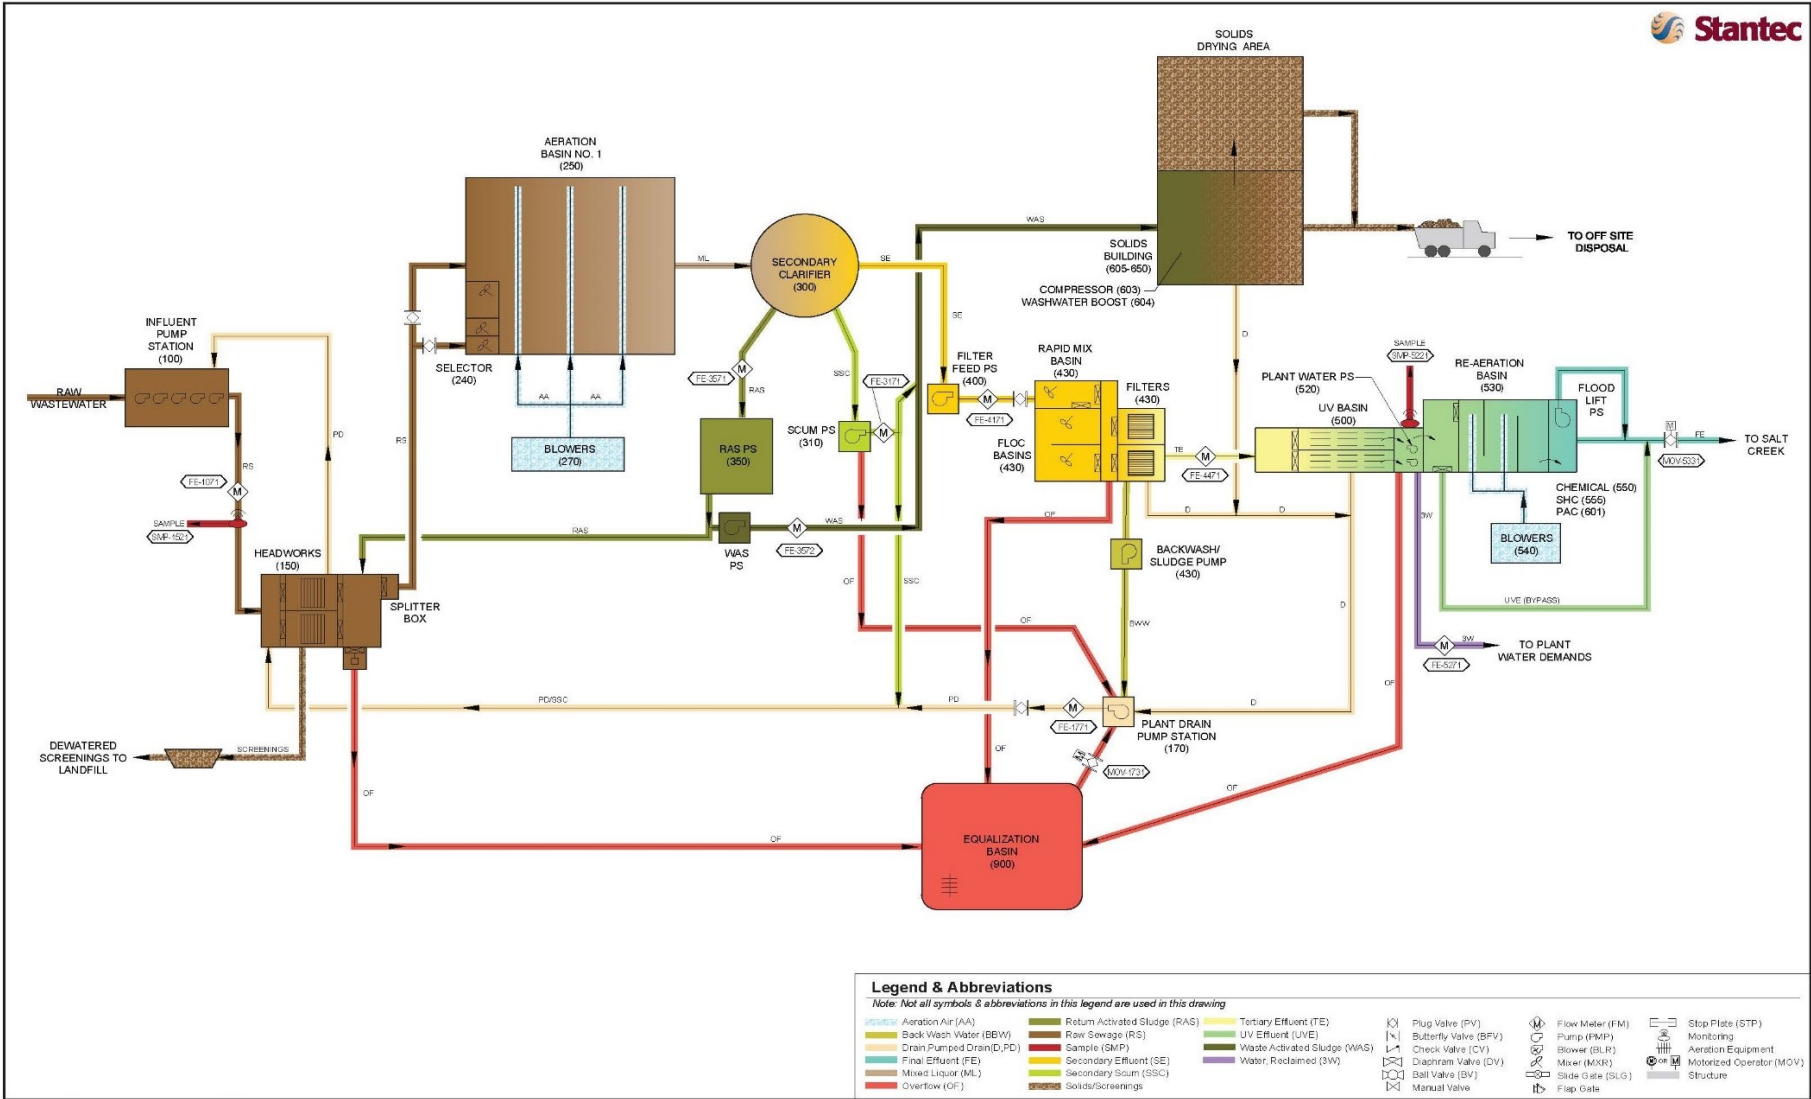 Stantec
SOLIDS
DRYING AREA
AERATION
BASIN NO. 1
(250)
WAS
SECONDARY
CLARIFIER
(300)
ML
SE
SOLIDS
BUILDING
(605-650)
COMPRESSOR (603)
WASHWATER BOOST (604)
TO OFF SITE
DISPOSAL
INFLUENT
PUMP
STATION
(100)
RAW
WASTEWATER
SELECTOR
(240)
PD
RS
AA
AA
BLOWERS
(270)
FE-3571
RAS
SSC
FE-3171
SCUM PS
(310)
RAS PS
(350)
SE
FILTER
FEED PS
(400)
M
FE-4171
RAPID MIX
BASIN
(430)
FILTERS
(430)
FLOC
BASINS
(430)
D
TE
M
FE-4471
SAMPLE
SMP-5221
PLANT WATER PS
(520)
UV BASIN
(500)
RE-AERATION
BASIN
(530)
FLOOD
LIFT
PS
M
FE
MOV-5331
TO SALT
CREEK
CHEMICAL (550)
SHC (555)
PAC (601)
BLOWERS
(540)
RS
FE-1071
M
SAMPLE
SMP-1521
HEADWORKS
(150)
SPLITTER
BOX
RAS
WAS
PS
M
WAS
FE-3572
OF
SSC
OF
OF
D
D
BACKWASH/
SLUDGE PUMP
(430)
BWW
D
3W
UVE (BYPASS)
M
3W
FE-5271
TO PLANT
WATER DEMANDS
OF
PD/SSC
PD
M
FE-1771
D
PLANT DRAIN
PUMP STATION
(170)
MOV-1731
DEWATERED
SCREENINGS TO
LANDFILL
SCREENINGS
OF
OF
OF
OF
EQUALIZATION
BASIN
(900)
Legend & Abbreviations
Note: Not all symbols & abbreviations in this legend are used in this drawing
Aeration Air (AA)
Back Wash Water (BBW)
Drain,Pumped Drain(D,PD)
Final Effluent (FE)
Mixed Liquor (ML)
Overflow (OF)
Return Activated Sludge (RAS)
Raw Sewage (RS)
Sample (SMP)
Secondary Effluent (SE)
Secondary Scum (SSC)
Solids/Screenings
Tertiary Effluent (TE)
UV Effluent (UVE)
Waste Activated Sludge (WAS)
Water, Reclaimed (3W)
Plug Valve (PV)
Butterfly Valve (BFV)
Check Valve (CV)
Diaphram Valve (DV)
Ball Valve (BV)
Manual Valve
Flow Meter (FM)
Pump (PMP)
Blower (BLR)
Mixer (MXR)
Slide Gate (SLG)
Flap Gate
Stop Plate (STP)
Monitoring
Aeration Equipment
OR M Motorized Operator (MOV)
Structure